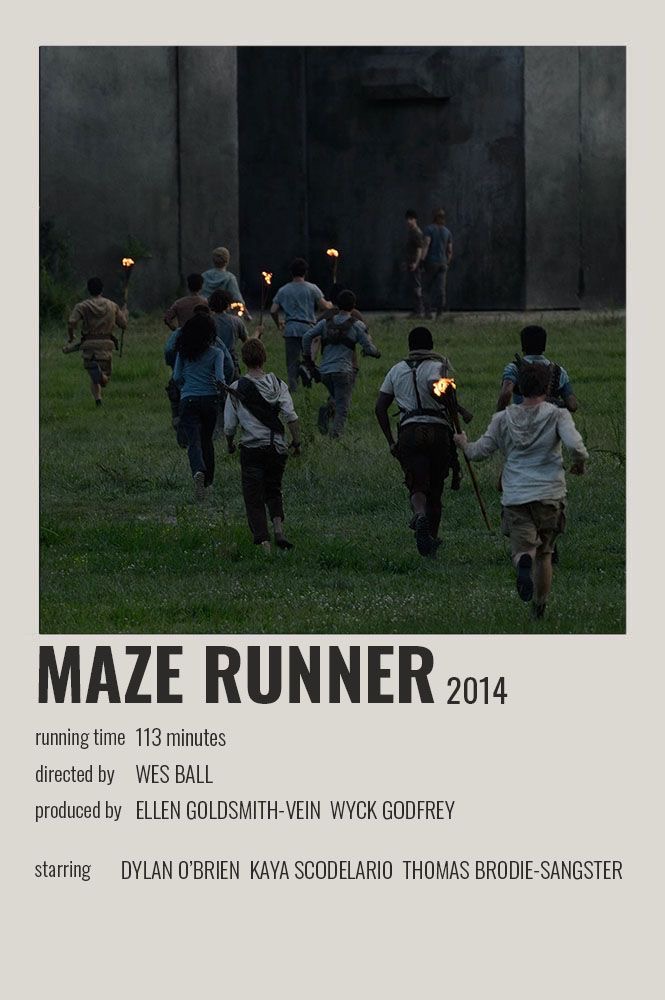 MAZE RUNNER 2014
running time 113 minutes
directed by WES BALL
produced by ELLEN GOLDSMITH-VEIN WYCK GODFREY
starring DYLAN O'BRIEN KAYA SCODELARIO THOMAS BRODIE-SANGSTER